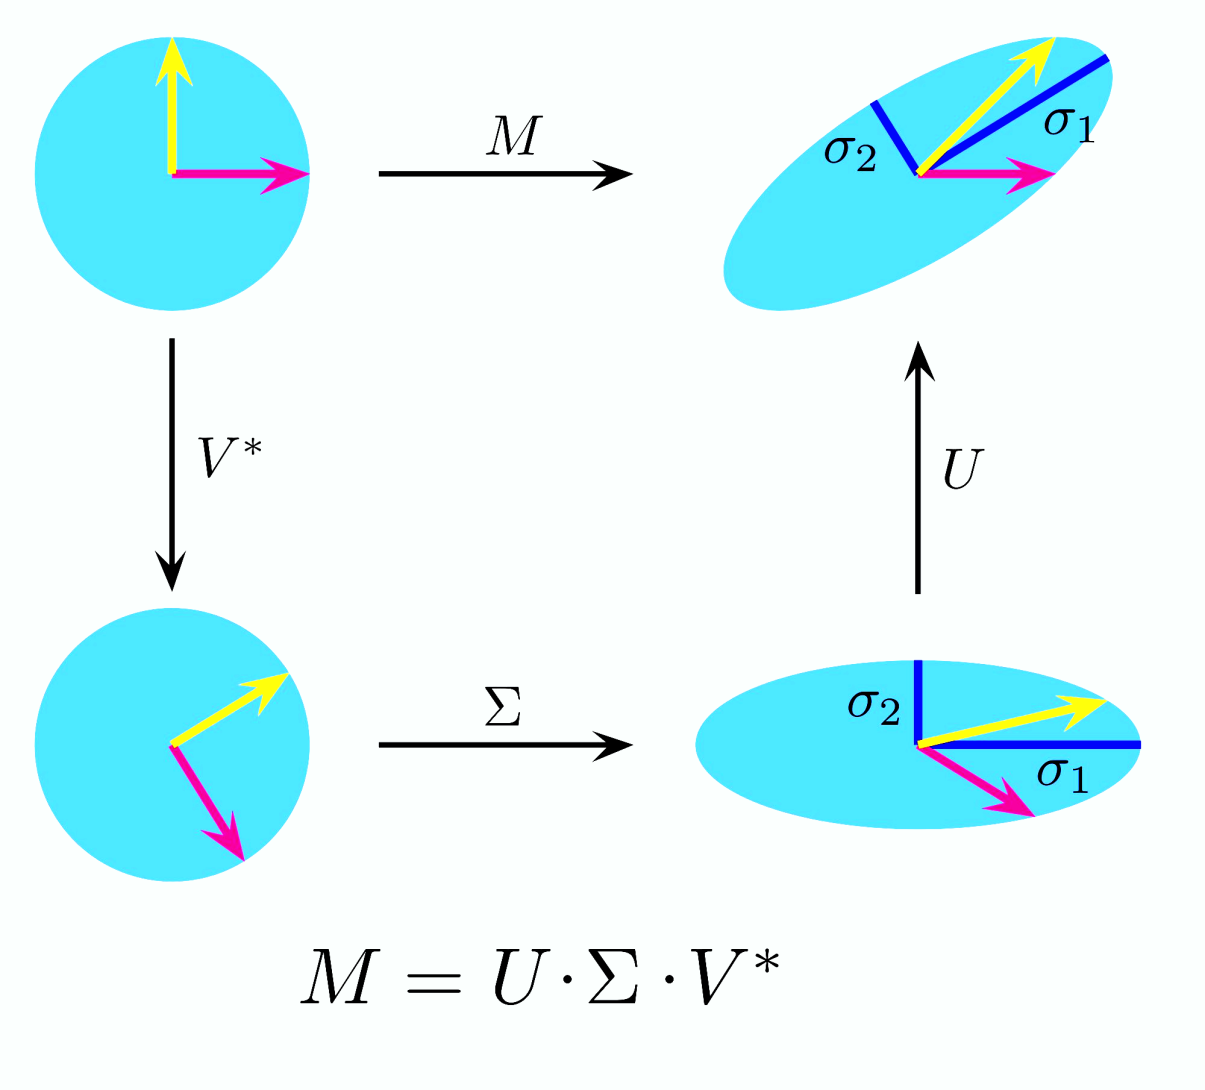 M
σ₂
σ₁
V*
U
Σ
σ₂
σ₁
M = U · Σ · V*